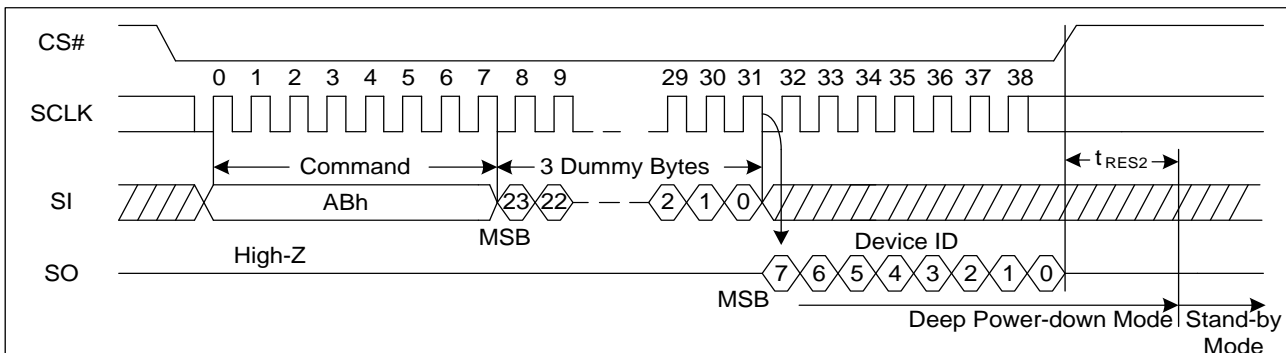 CS#
0 1 2 3 4 5 6 7 8 9 29 30 31 32 33 34 35 36 37 38
SCLK
Command 3 Dummy Bytes tRES2
SI ABh 23 22 2 1 0
MSB
High-Z Device ID
SO 7 6 5 4 3 2 1 0
MSB
Deep Power-down Mode Stand-by
Mode